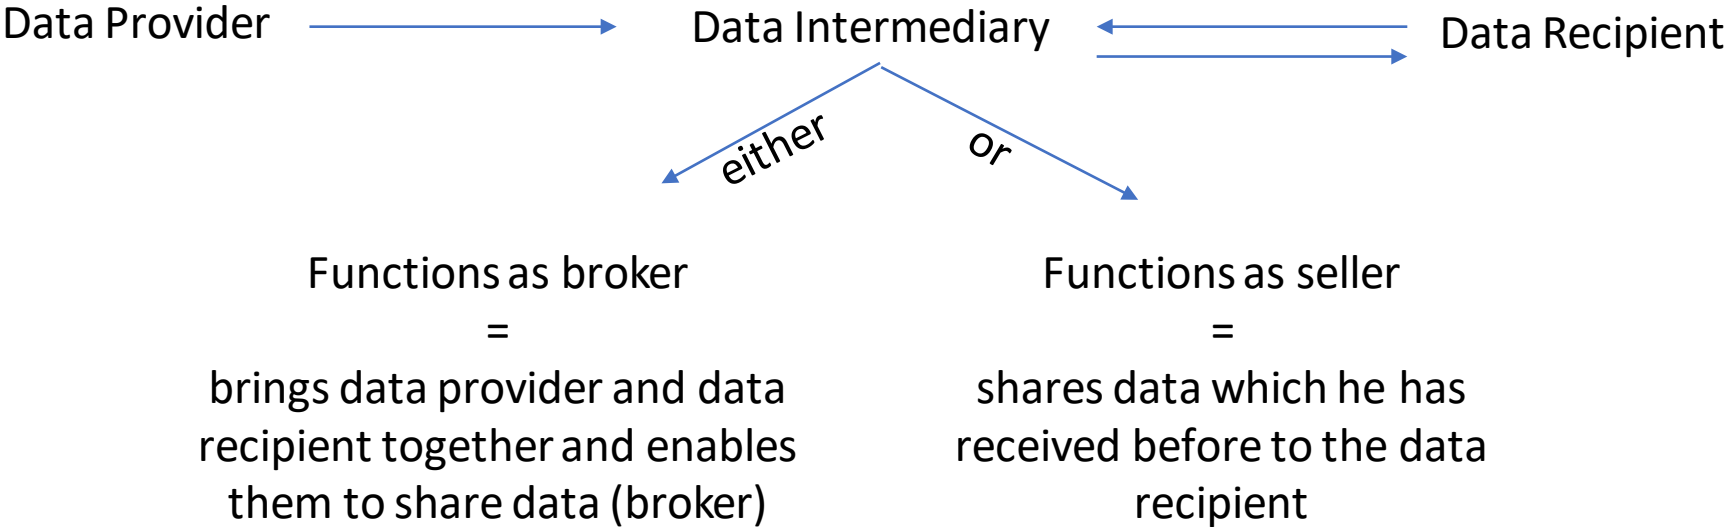 Data Provider
Data Intermediary
Data Recipient
either
or
Functions as broker
=
brings data provider and data
recipient together and enables
them to share data (broker)
Functions as seller
=
shares data which he has
received before to the data
recipient